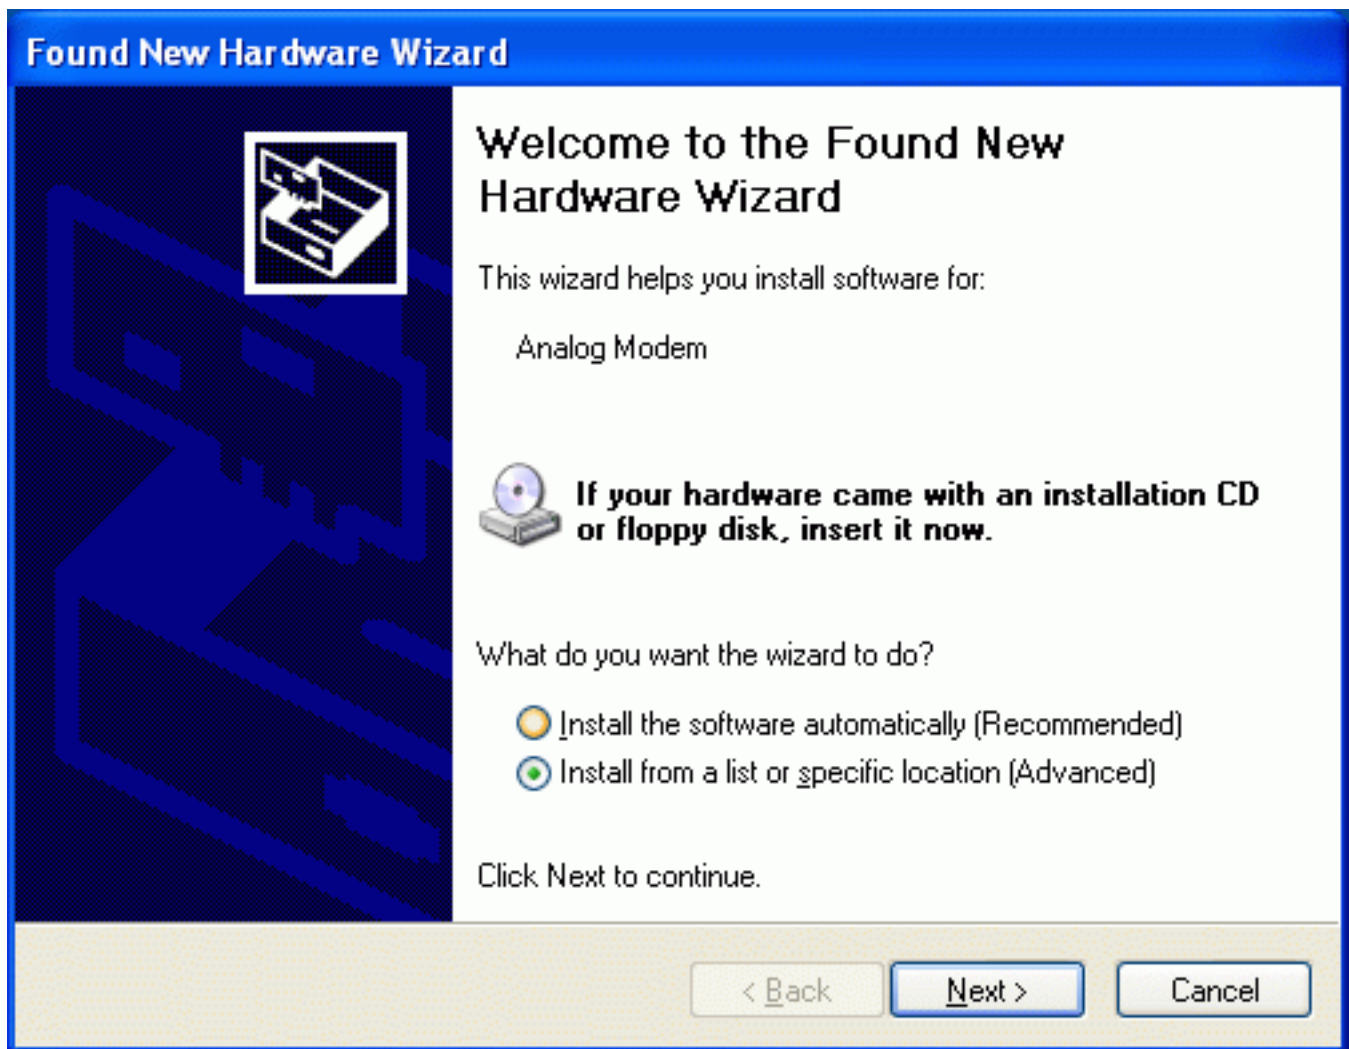 Found New Hardware Wizard
Welcome to the Found New
Hardware Wizard
This wizard helps you install software for:
Analog Modem
If your hardware came with an installation CD
or floppy disk, insert it now.
What do you want the wizard to do?
Install the software automatically (Recommended)
Install from a list or specific location (Advanced)
Click Next to continue.
< Back
Next >
Cancel